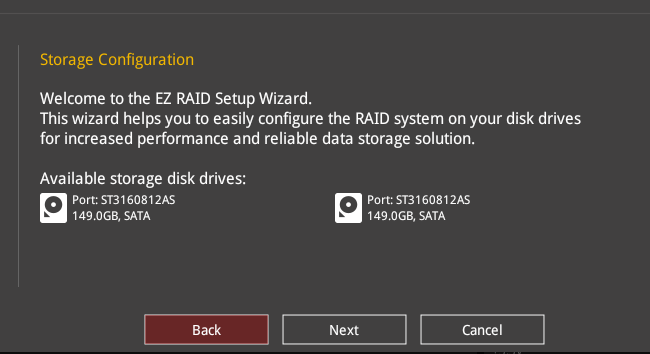 Storage Configuration
Welcome to the EZ RAID Setup Wizard.
This wizard helps you to easily configure the RAID system on your disk drives
for increased performance and reliable data storage solution.
Available storage disk drives:
Port: ST3160812AS
149.0GB, SATA
Port: ST3160812AS
149.0GB, SATA
Back
Next
Cancel